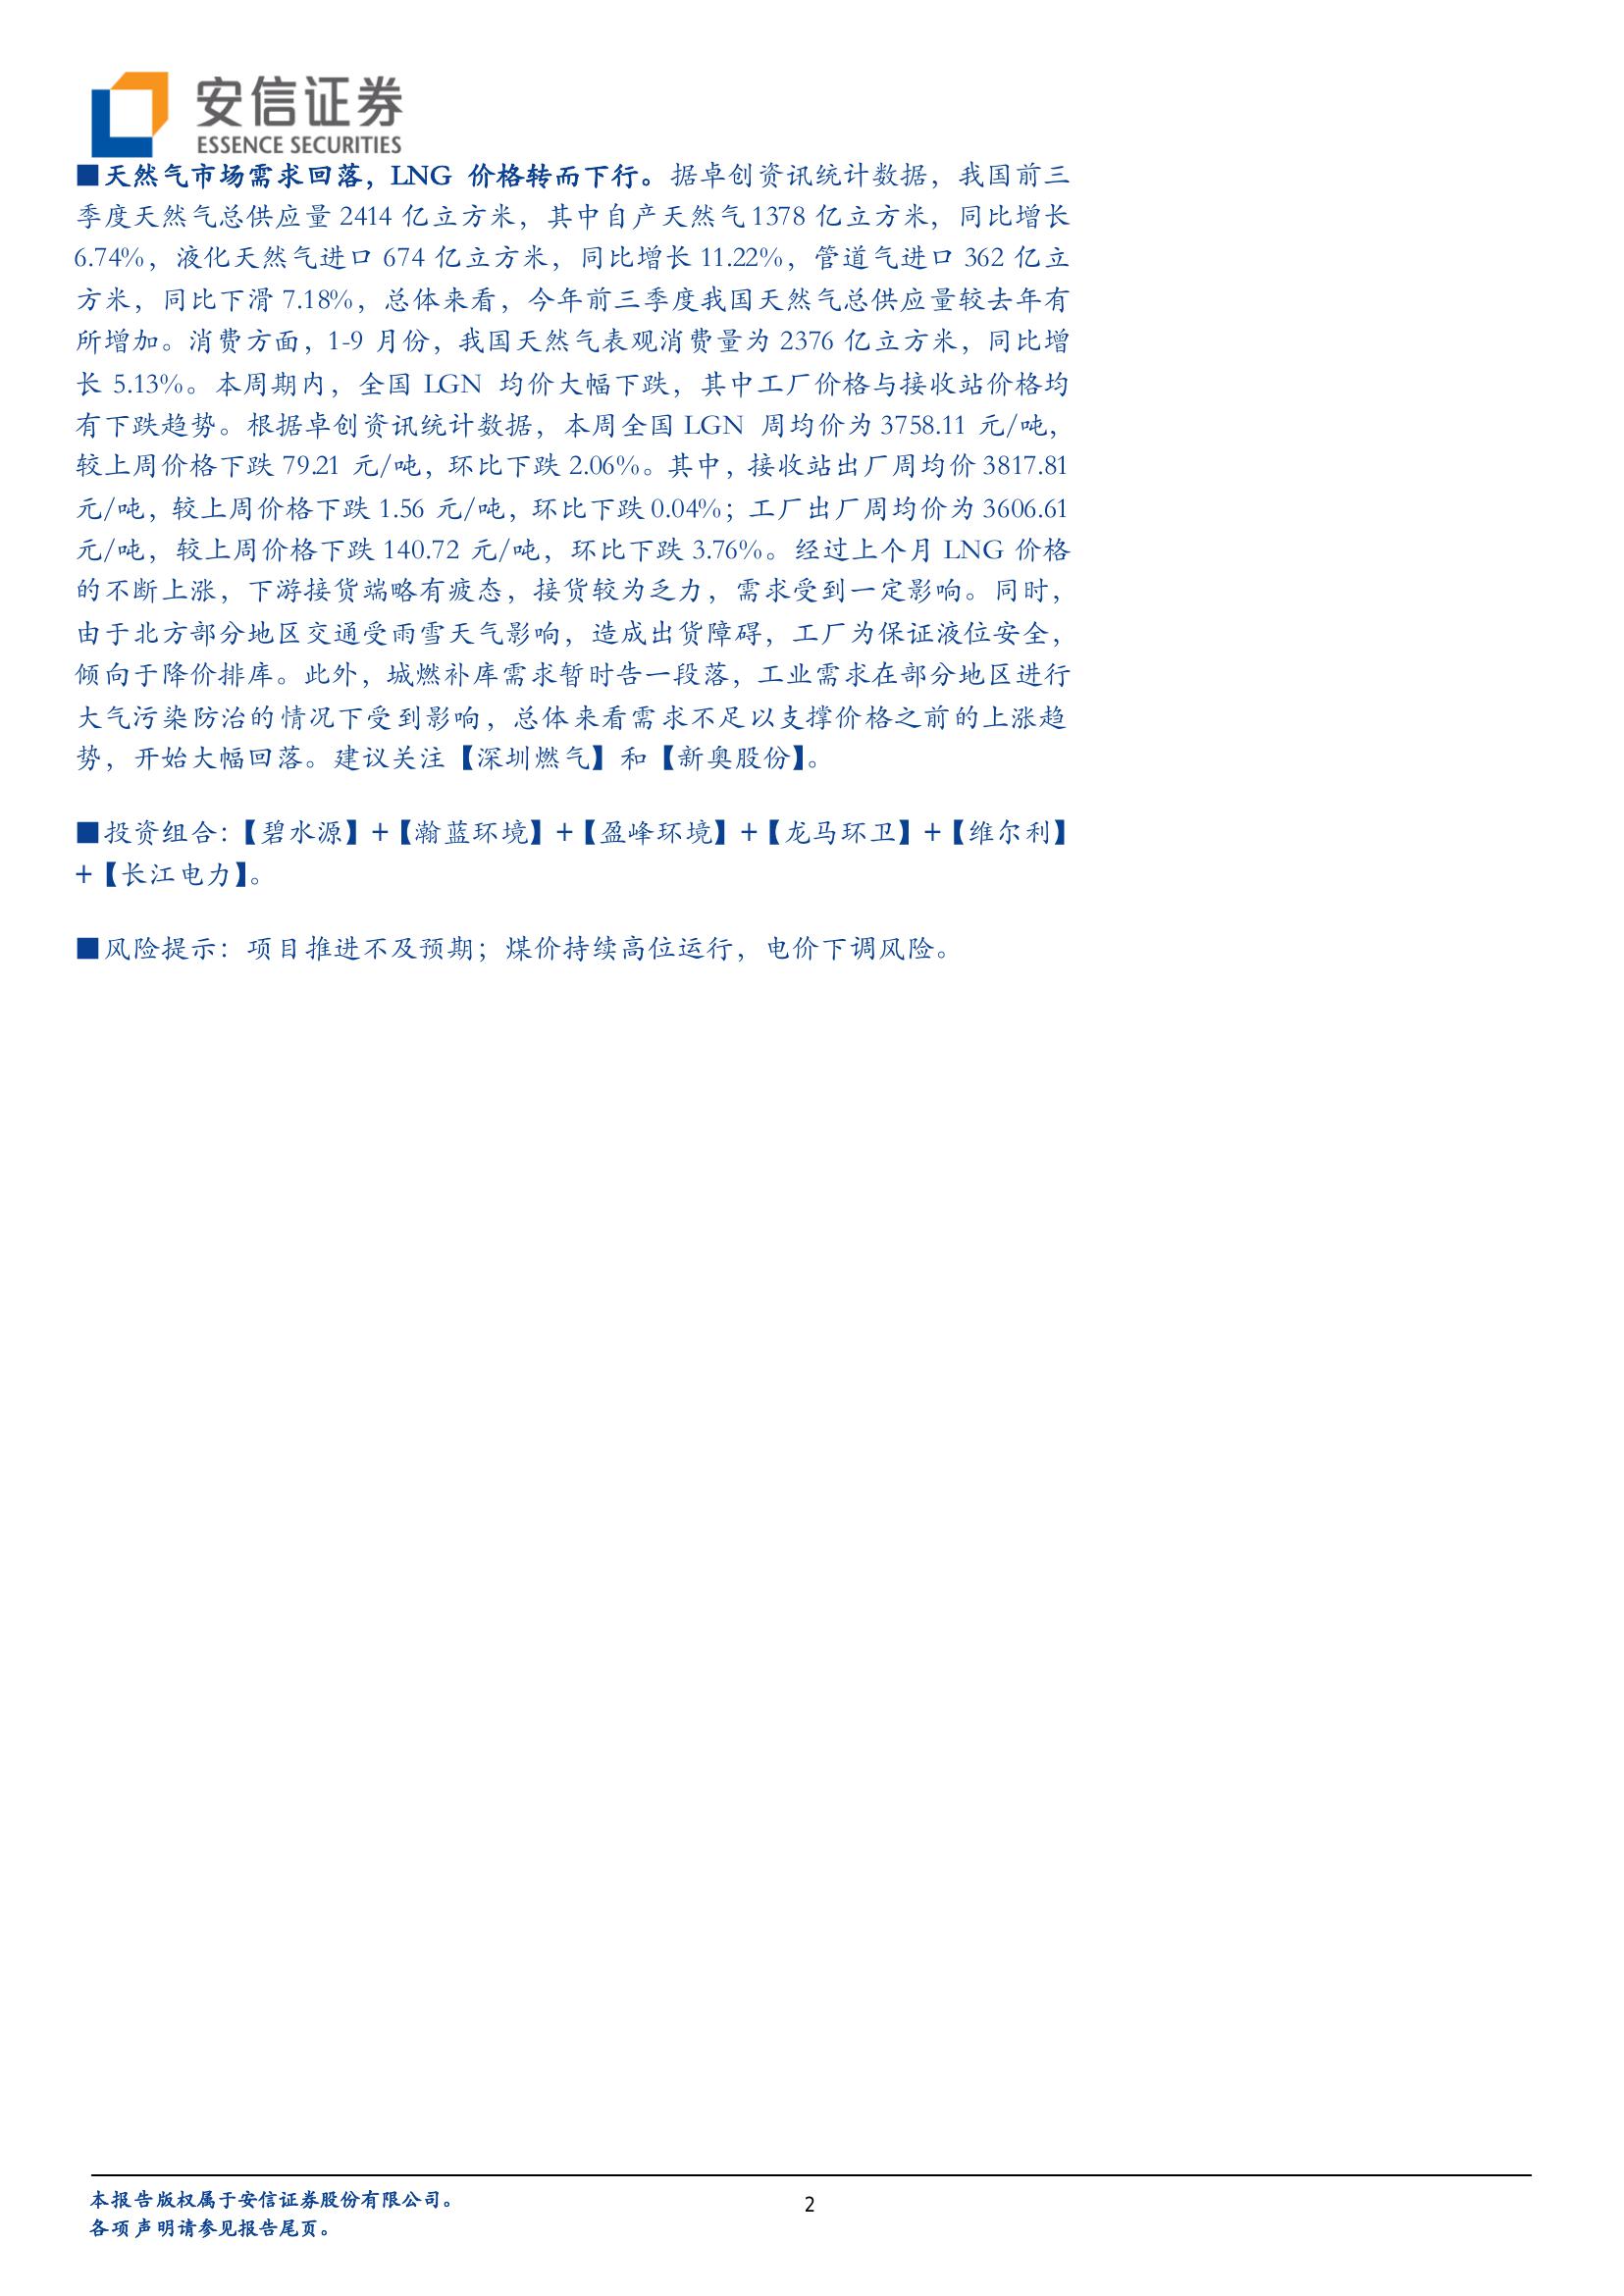 安信证券
ESSENCE SECURITIES
■天然气市场需求回落，LNG 价格转而下行。据卓创资讯统计数据，我国前三
季度天然气总供应量 2414 亿立方米，其中自产天然气 1378 亿立方米，同比增长
6.74%，液化天然气进口 674 亿立方米，同比增长 11.22%，管道气进口 362 亿立
方米，同比下滑 7.18%，总体来看，今年前三季度我国天然气总供应量较去年有
所增加。消费方面，1-9 月份，我国天然气表观消费量为 2376 亿立方米，同比增
长 5.13%。本周期内，全国 LGN 均价大幅下跌，其中工厂价格与接收站价格均
有下跌趋势。根据卓创资讯统计数据，本周全国 LGN 周均价为 3758.11 元/吨，
较上周价格下跌 79.21 元/吨，环比下跌 2.06%。其中，接收站出厂周均价 3817.81
元/吨，较上周价格下跌 1.56 元/吨，环比下跌 0.04%；工厂出厂周均价为 3606.61
元/吨，较上周价格下跌 140.72 元/吨，环比下跌 3.76%。经过上个月 LNG 价格
的不断上涨，下游接货端略有疲态，接货较为乏力，需求受到一定影响。同时，
由于北方部分地区交通受雨雪天气影响，造成出货障碍，工厂为保证液位安全，
倾向于降价排库。此外，城燃补库需求暂时告一段落，工业需求在部分地区进行
大气污染防治的情况下受到影响，总体来看需求不足以支撑价格之前的上涨趋
势，开始大幅回落。建议关注【深圳燃气】和【新奥股份】。
■投资组合：【碧水源】+【瀚蓝环境】+【盈峰环境】+【龙马环卫】+【维尔利】
+【长江电力】。
■风险提示：项目推进不及预期；煤价持续高位运行，电价下调风险。
本报告版权属于安信证券股份有限公司。
各项声明请参见报告尾页。
2